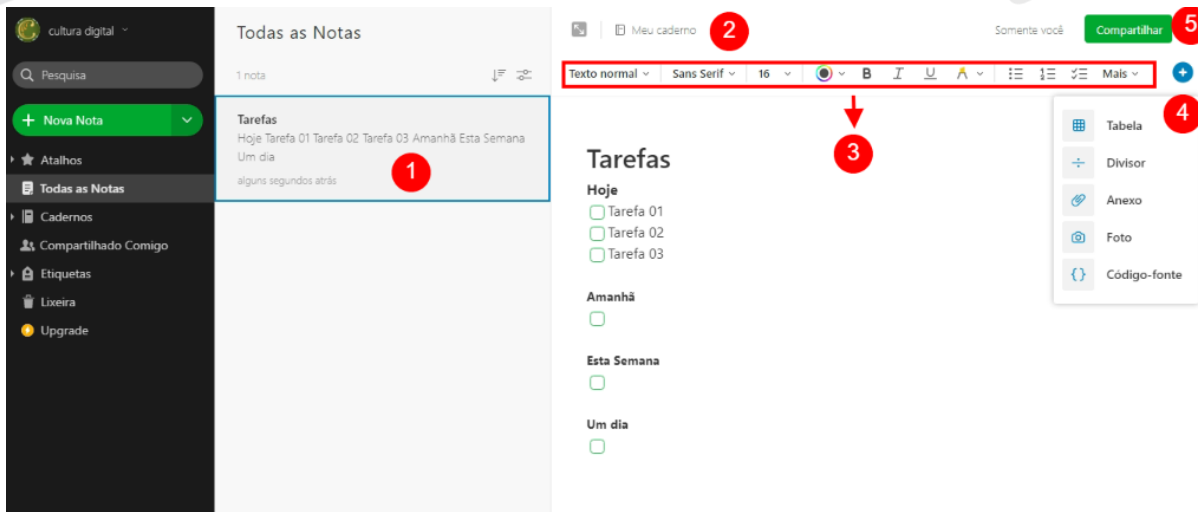 cultura digital
Pesquisa
Nova Nota
Atalhos
Todas as Notas
Cadernos
Compartilhado Comigo
Etiquetas
Lixeira
Upgrade
Todas as Notas
1 nota
Tarefas
Hoje Tarefa 01 Tarefa 02 Tarefa 03 Amanhã Esta Semana
Um dia
alguns segundos atrás
1
Meu caderno
2
Somente você
Compartilhar
5
Texto normal
Sans Serif
16
B I U A
Mais
3
4
Tabela
Divisor
Anexo
Foto
Código-fonte
Tarefas
Hoje
Tarefa 01
Tarefa 02
Tarefa 03
Amanhã
Esta Semana
Um dia